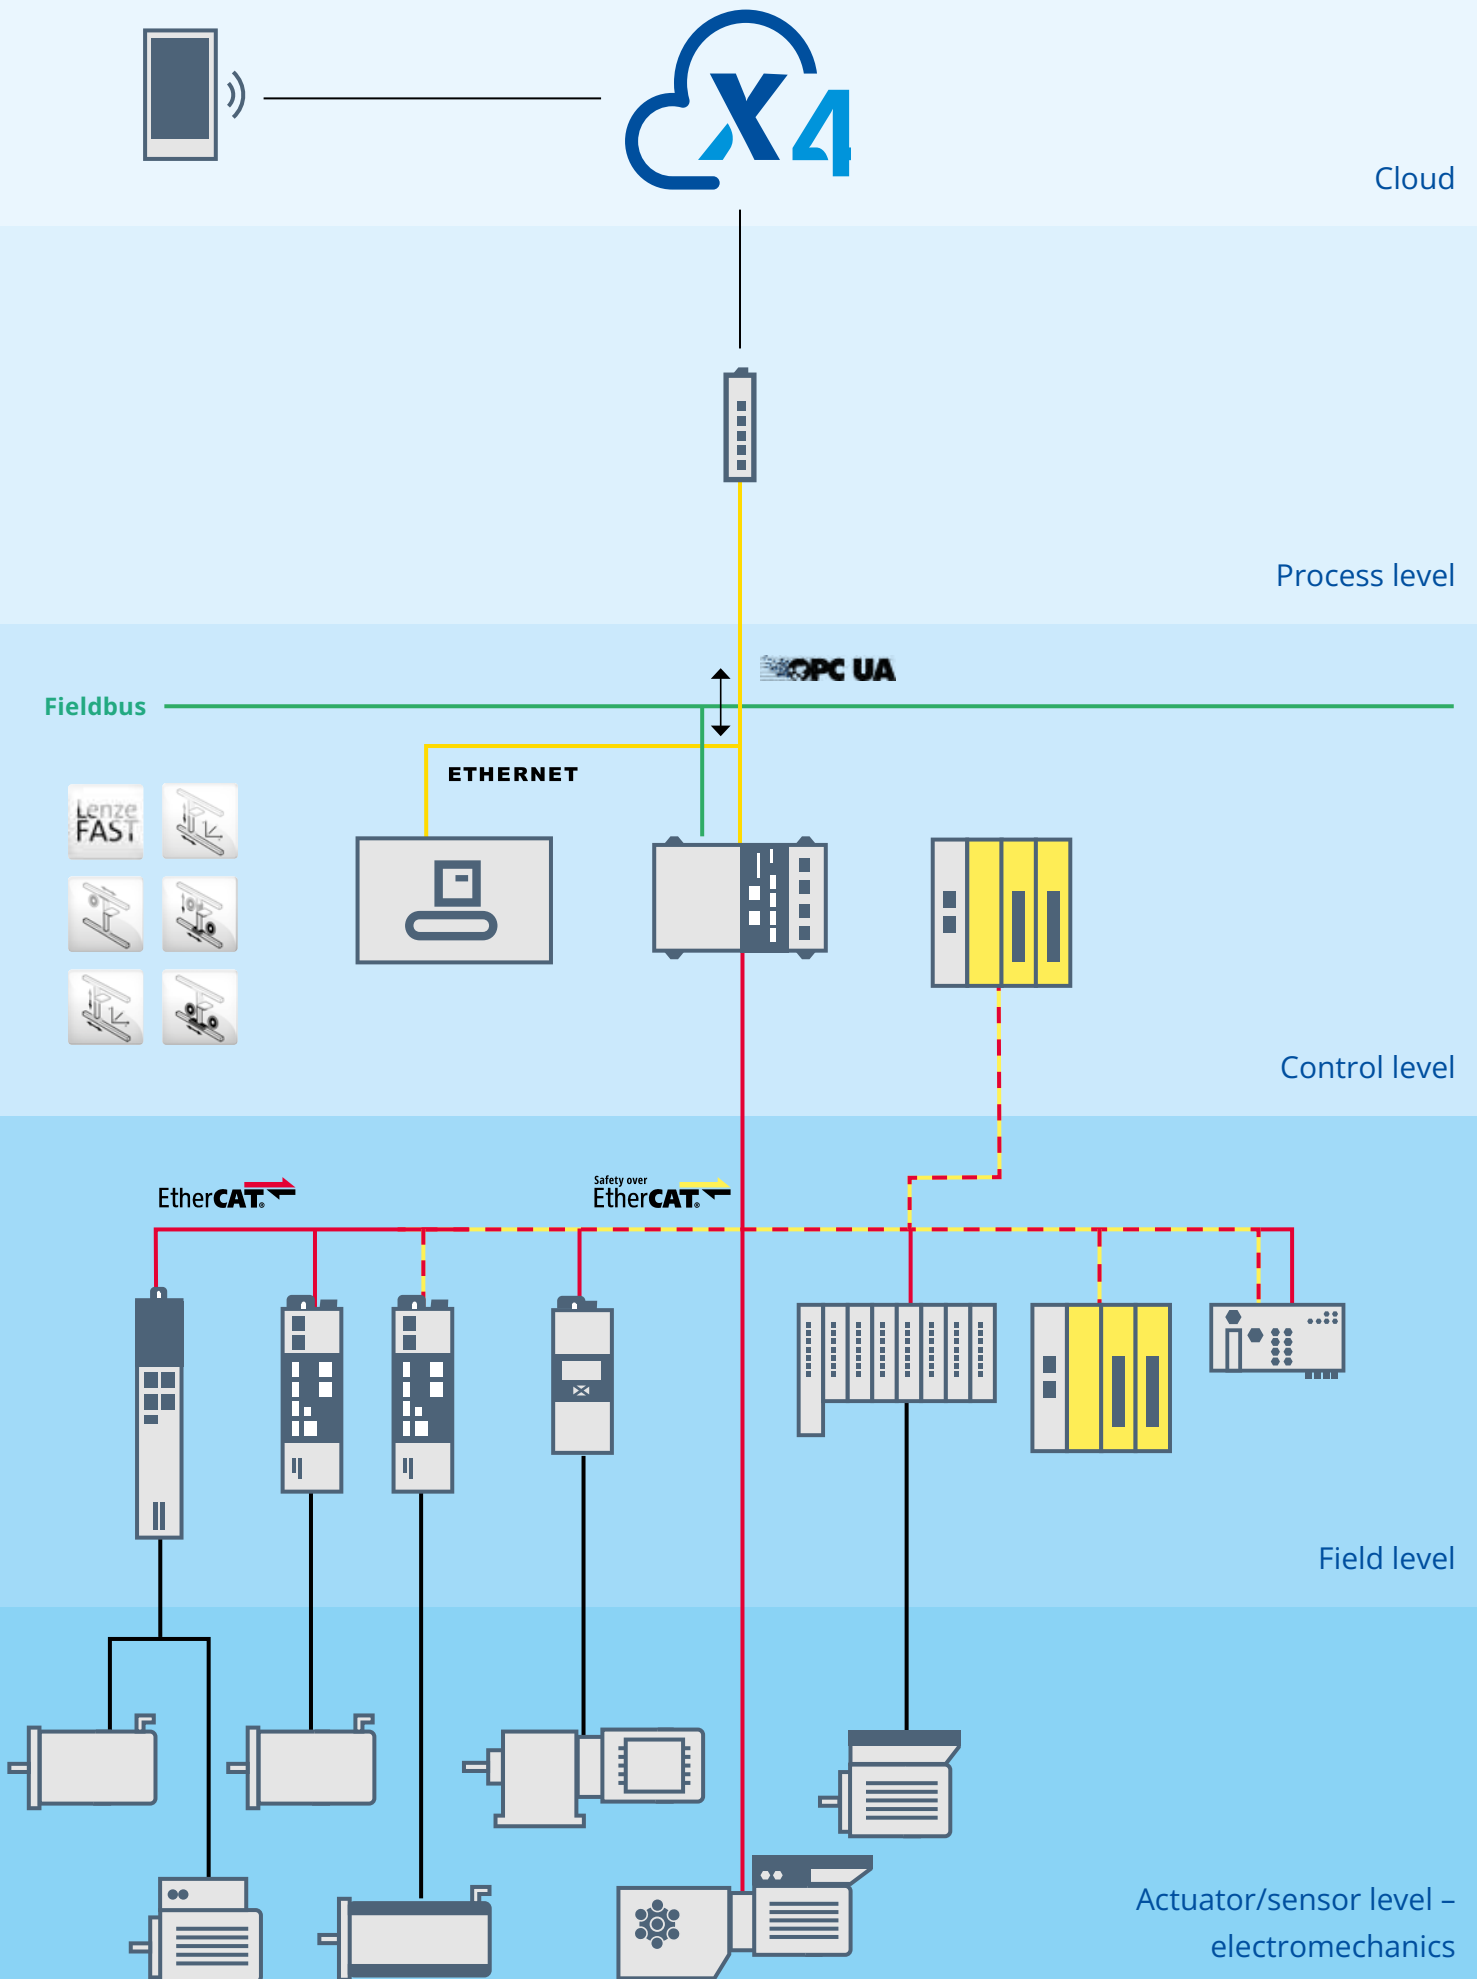 X4
Cloud
Process level
OPC UA
Fieldbus
ETHERNET
Lenze
FAST
Control level
EtherCAT®
Safety over
EtherCAT®
Field level
Actuator/sensor level –
electromechanics